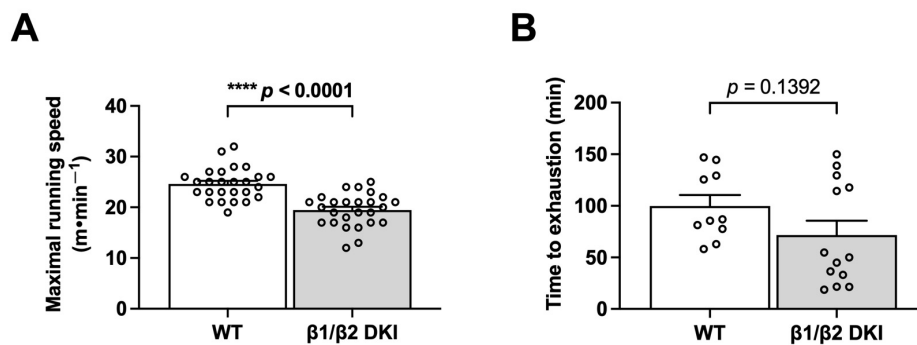 A
**** p < 0.0001
Maximal running speed
(m•min−1)
40
30
20
10
0
WT
β1/β2 DKI
B
p = 0.1392
Time to exhaustion (min)
200
150
100
50
0
WT
β1/β2 DKI